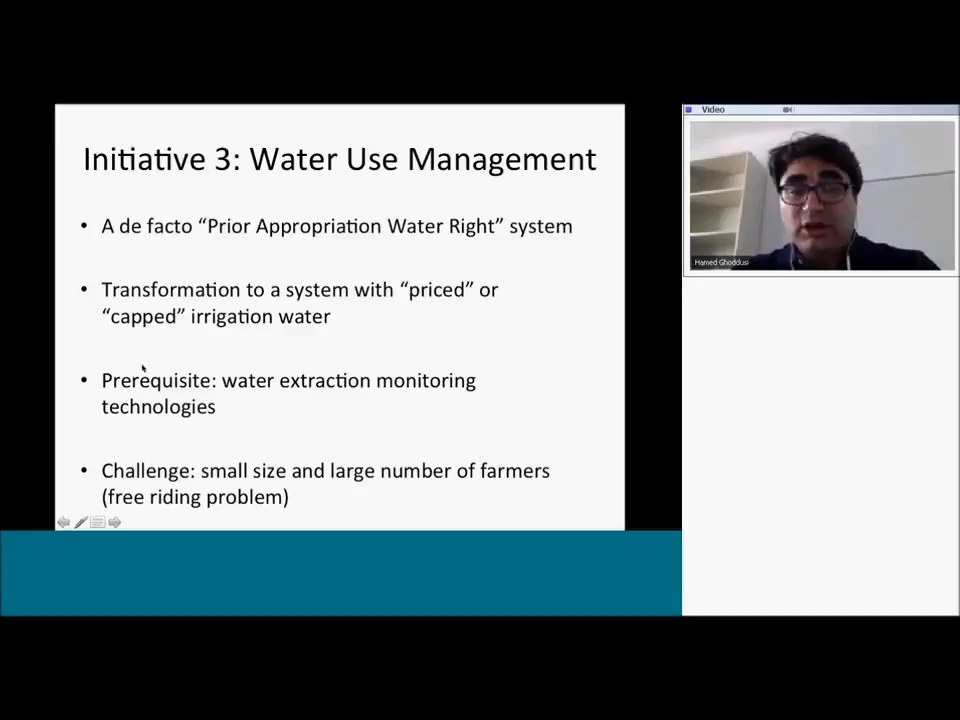 Initiative 3: Water Use Management
• A de facto “Prior Appropriation Water Right” system
• Transformation to a system with “priced” or
“capped” irrigation water
• Prerequisite: water extraction monitoring
technologies
• Challenge: small size and large number of farmers
(free riding problem)
Video
Hamed Ghoddusi